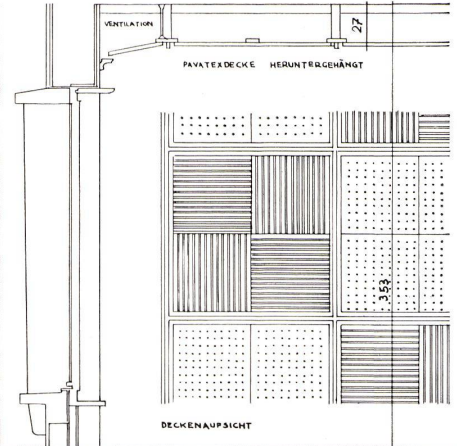 VENTILATION
27
PAVATEXDECKE HERUNTERGEHÄNGT
353
DECKENAUFSICHT